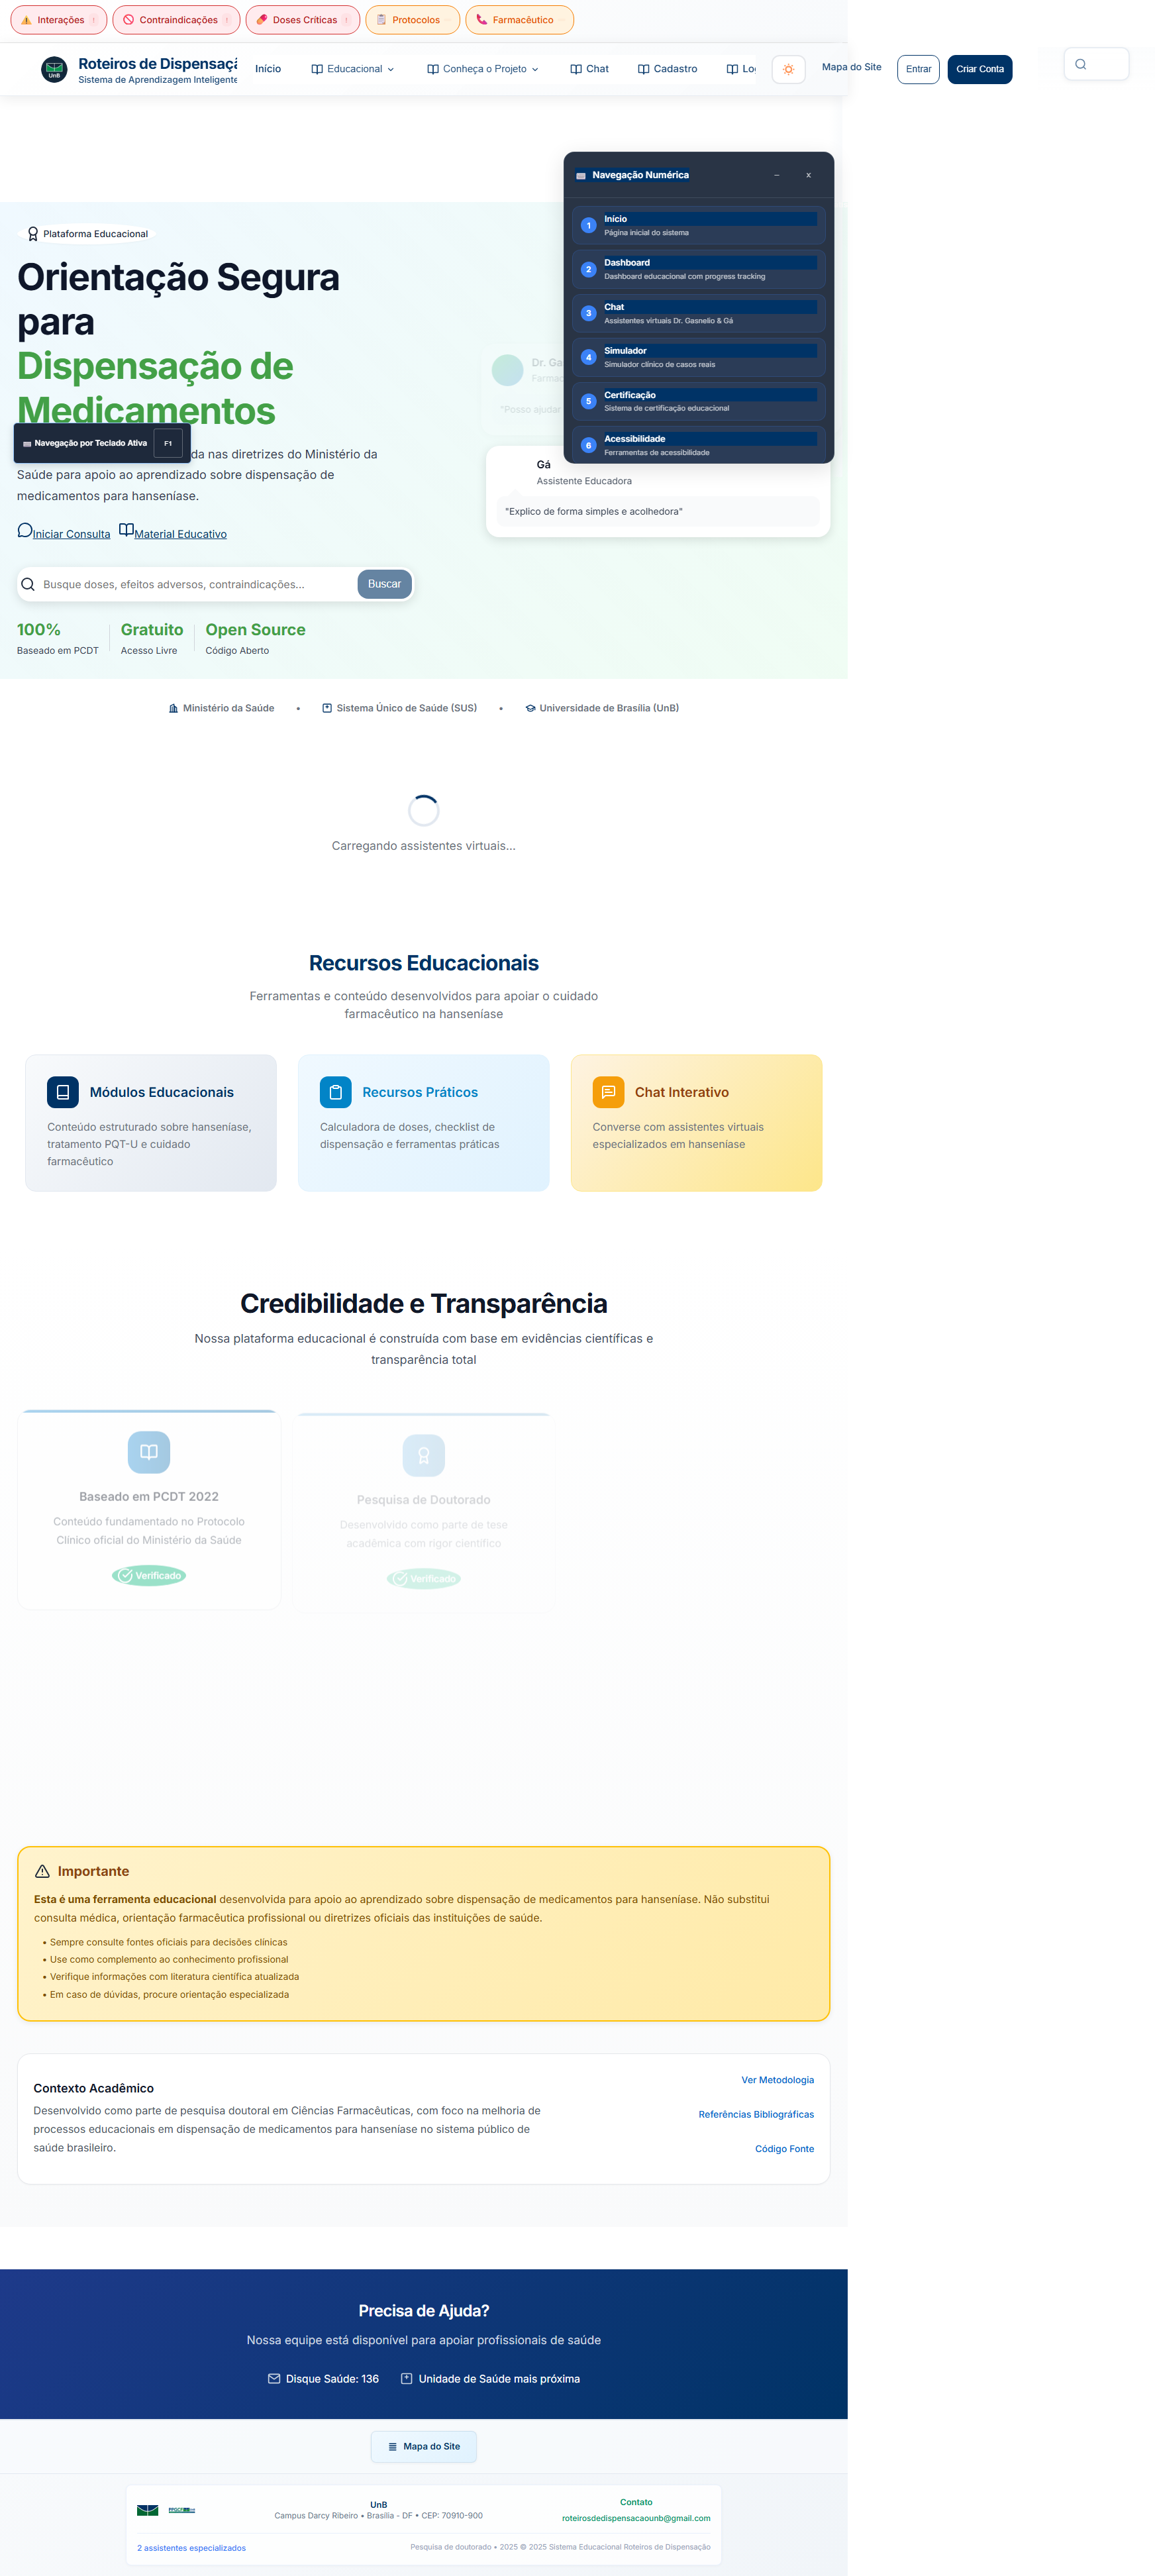 Interações !
Contraindicações !
Doses Críticas !
Protocolos
Farmacêutico
UnB
Roteiros de Dispensaçã
Sistema de Aprendizagem Inteligente
Início
Educacional
Conheça o Projeto
Chat
Cadastro
Lo
Mapa do Site
Entrar
Criar Conta
Navegação Numérica
– x
1 Início
Página inicial do sistema
2 Dashboard
Dashboard educacional com progress tracking
3 Chat
Assistentes virtuais Dr. Gasnelio & Gá
4 Simulador
Simulador clínico de casos reais
5 Certificação
Sistema de certificação educacional
6 Acessibilidade
Ferramentas de acessibilidade
Plataforma Educacional
Orientação Segura
para
Dispensação de
Medicamentos
Navegação por Teclado Ativa F1
da nas diretrizes do Ministério da
Saúde para apoio ao aprendizado sobre dispensação de
medicamentos para hanseníase.
Iniciar Consulta
Material Educativo
Busque doses, efeitos adversos, contraindicações...
Buscar
100%
Baseado em PCDT
Gratuito
Acesso Livre
Open Source
Código Aberto
Dr. Ga
Farmac
"Posso ajudar
Gá
Assistente Educadora
"Explico de forma simples e acolhedora"
Ministério da Saúde • Sistema Único de Saúde (SUS) • Universidade de Brasília (UnB)
Carregando assistentes virtuais...
Recursos Educacionais
Ferramentas e conteúdo desenvolvidos para apoiar o cuidado
farmacêutico na hanseníase
Módulos Educacionais
Conteúdo estruturado sobre hanseníase,
tratamento PQT-U e cuidado
farmacêutico
Recursos Práticos
Calculadora de doses, checklist de
dispensação e ferramentas práticas
Chat Interativo
Converse com assistentes virtuais
especializados em hanseníase
Credibilidade e Transparência
Nossa plataforma educacional é construída com base em evidências científicas e
transparência total
Baseado em PCDT 2022
Conteúdo fundamentado no Protocolo
Clínico oficial do Ministério da Saúde
Verificado
Pesquisa de Doutorado
Desenvolvido como parte de tese
acadêmica com rigor científico
Verificado
Importante
Esta é uma ferramenta educacional desenvolvida para apoio ao aprendizado sobre dispensação de medicamentos para hanseníase. Não substitui
consulta médica, orientação farmacêutica profissional ou diretrizes oficiais das instituições de saúde.
• Sempre consulte fontes oficiais para decisões clínicas
• Use como complemento ao conhecimento profissional
• Verifique informações com literatura científica atualizada
• Em caso de dúvidas, procure orientação especializada
Contexto Acadêmico
Desenvolvido como parte de pesquisa doutoral em Ciências Farmacêuticas, com foco na melhoria de
processos educacionais em dispensação de medicamentos para hanseníase no sistema público de
saúde brasileiro.
Ver Metodologia
Referências Bibliográficas
Código Fonte
Precisa de Ajuda?
Nossa equipe está disponível para apoiar profissionais de saúde
Disque Saúde: 136
Unidade de Saúde mais próxima
Mapa do Site
UnB
Campus Darcy Ribeiro • Brasília - DF • CEP: 70910-900
Contato
roteirosdedispensacaounb@gmail.com
2 assistentes especializados
Pesquisa de doutorado • 2025 © 2025 Sistema Educacional Roteiros de Dispensação